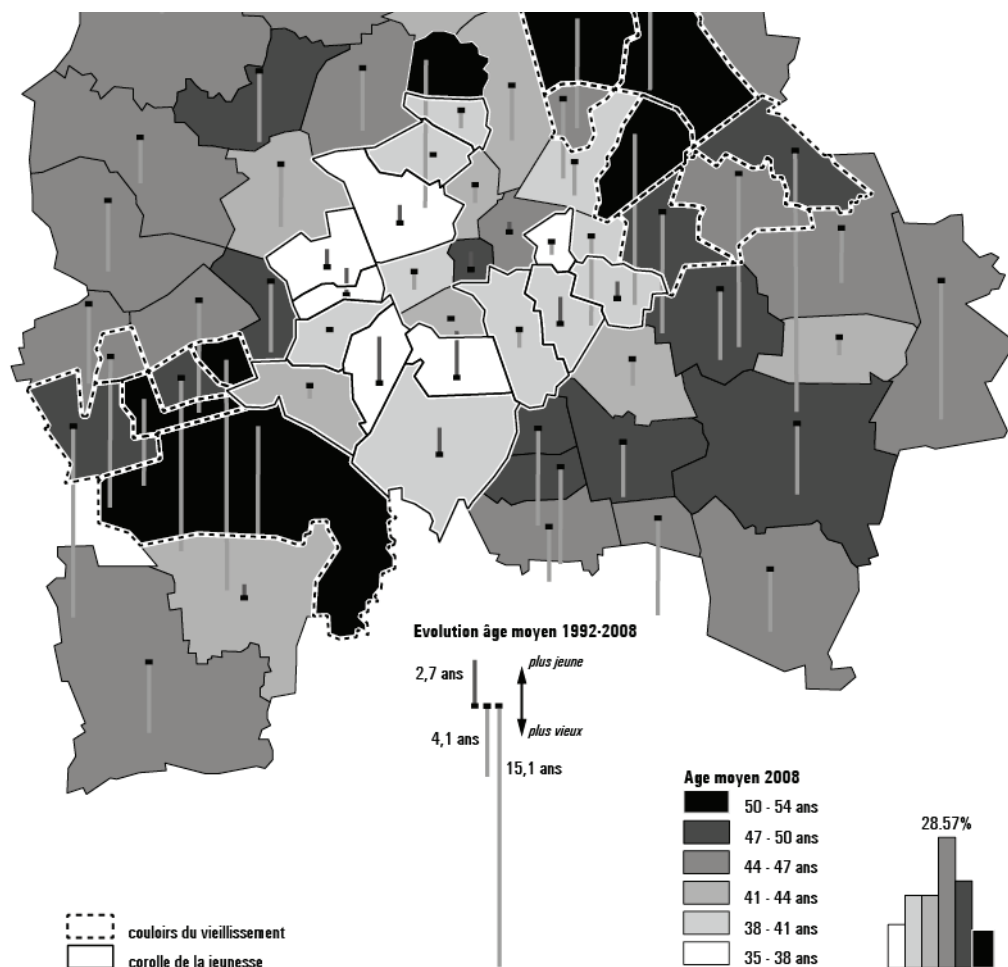 Evolution âge moyen 1992-2008
2,7 ans
plus jeune
4,1 ans
plus vieux
15,1 ans
Age moyen 2008
50 - 54 ans
47 - 50 ans
44 - 47 ans
41 - 44 ans
38 - 41 ans
35 - 38 ans
28.57%
couloirs du vieillissement
corolle de la jeunesse